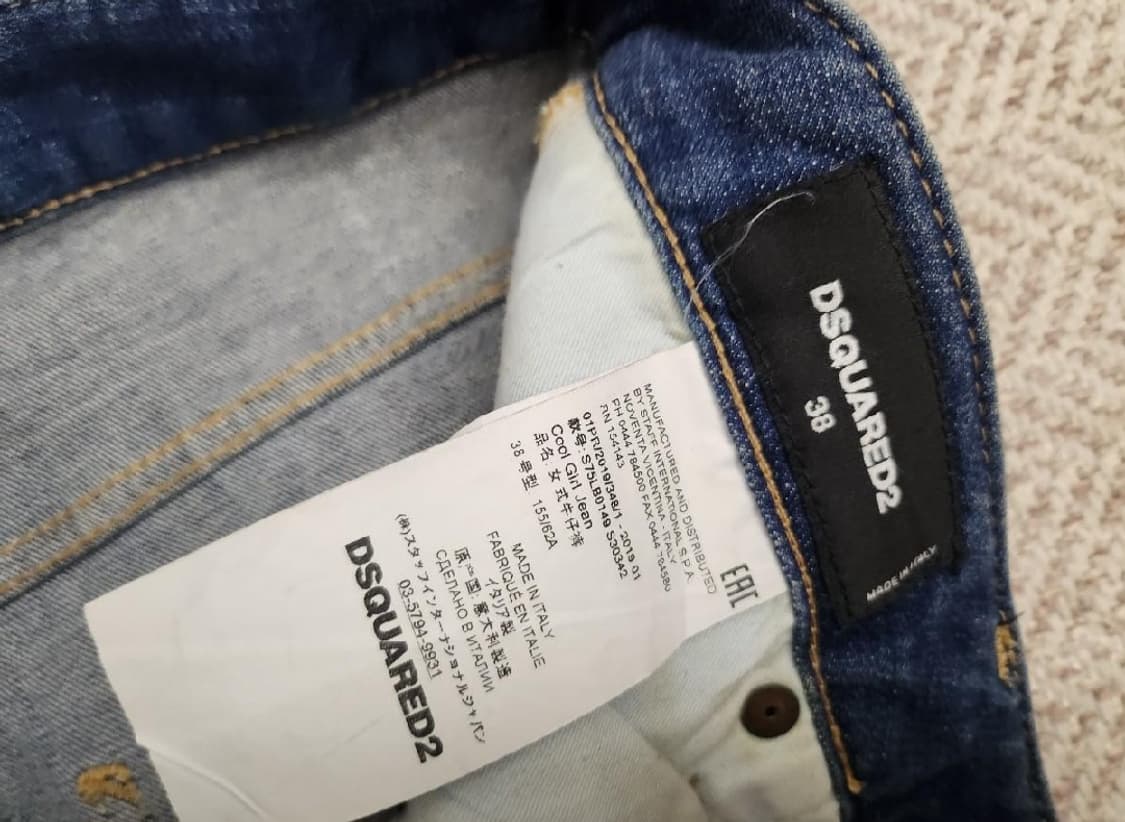 DSQUARED2
38
MADE IN ITALY
EAC
MANUFACTURED AND DISTRIBUTED
BY STAFF INTERNATIONAL S.P.A.
NOVENTA VICENTINA, ITALY
PH 0444 784500 FAX 0444 784580
RN 154143
01PR/2019/348/1 - 2019 01
款号: S75LB0149 S30342
Cool Girl Jean
品名: 女式牛仔裤
38 号型 155/62A
MADE IN ITALY
FABRIQUÉ EN ITALIE
イタリア製
原产国: 意大利製造
СДЕЛАНО В ИТАЛИИ
(株)スタッフインターナショナルジャパン
03-5794-9931
DSQUARED2